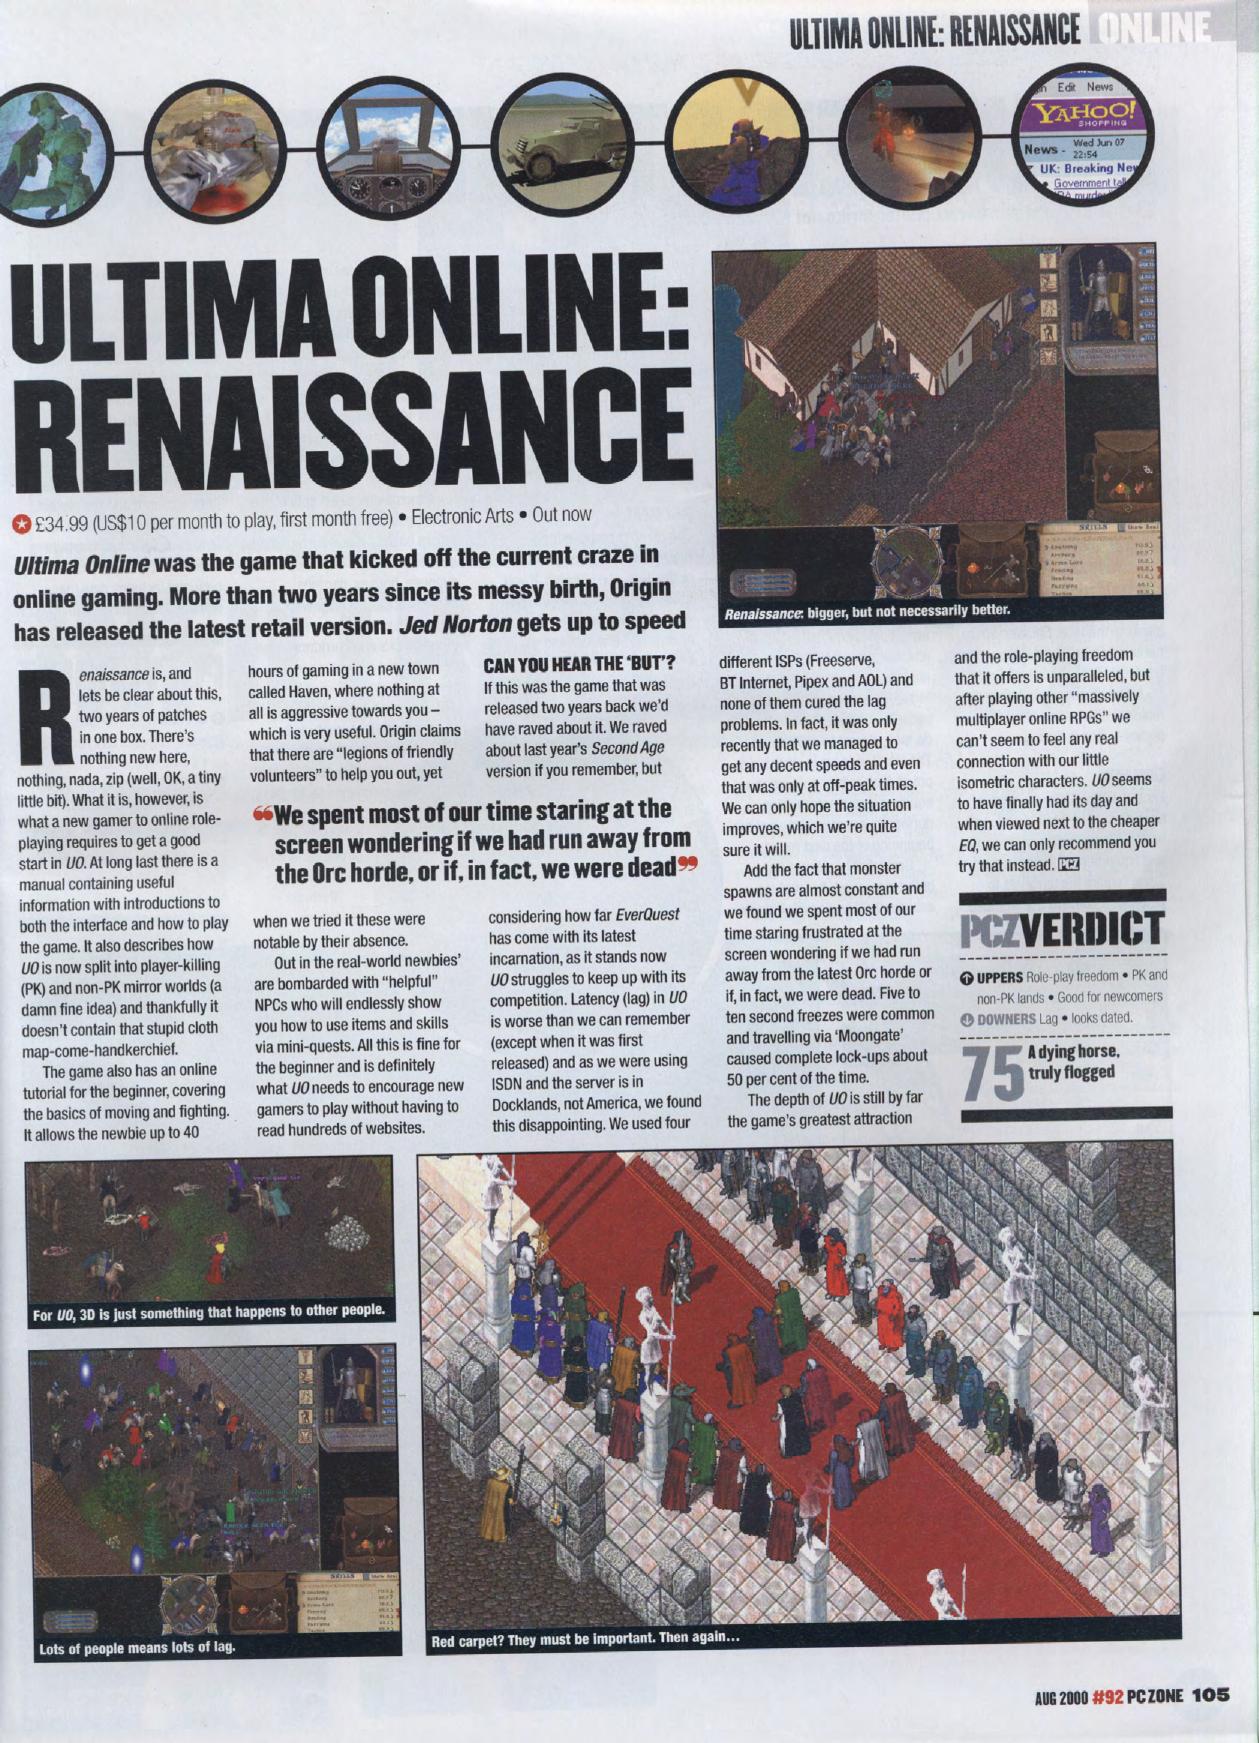 ULTIMA ONLINE: RENAISSANCE ONLINE
Edit News
YAHOO!
SHOPPING
News - Wed Jun 07
22:54
UK: Breaking New
Government tal
ULTIMA ONLINE:
RENAISSANCE
£34.99 (US$10 per month to play, first month free) • Electronic Arts • Out now
Ultima Online was the game that kicked off the current craze in
online gaming. More than two years since its messy birth, Origin
has released the latest retail version. Jed Norton gets up to speed
SKILLS
Renaissance: bigger, but not necessarily better.
Renaissance is, and
lets be clear about this,
two years of patches
in one box. There's
nothing new here,
nothing, nada, zip (well, OK, a tiny
little bit). What it is, however, is
what a new gamer to online role-
playing requires to get a good
start in UO. At long last there is a
manual containing useful
information with introductions to
both the interface and how to play
the game. It also describes how
UO is now split into player-killing
(PK) and non-PK mirror worlds (a
damn fine idea) and thankfully it
doesn't contain that stupid cloth
map-come-handkerchief.
The game also has an online
tutorial for the beginner, covering
the basics of moving and fighting.
It allows the newbie up to 40
hours of gaming in a new town
called Haven, where nothing at
all is aggressive towards you –
which is very useful. Origin claims
that there are “legions of friendly
volunteers” to help you out, yet
“We spent most of our time staring at the
screen wondering if we had run away from
the Orc horde, or if, in fact, we were dead”
when we tried it these were
notable by their absence.
Out in the real-world newbies'
are bombarded with “helpful”
NPCs who will endlessly show
you how to use items and skills
via mini-quests. All this is fine for
the beginner and is definitely
what UO needs to encourage new
gamers to play without having to
read hundreds of websites.
CAN YOU HEAR THE ‘BUT’?
If this was the game that was
released two years back we'd
have raved about it. We raved
about last year's Second Age
version if you remember, but
considering how far EverQuest
has come with its latest
incarnation, as it stands now
UO struggles to keep up with its
competition. Latency (lag) in UO
is worse than we can remember
(except when it was first
released) and as we were using
ISDN and the server is in
Docklands, not America, we found
this disappointing. We used four
different ISPs (Freeserve,
BT Internet, Pipex and AOL) and
none of them cured the lag
problems. In fact, it was only
recently that we managed to
get any decent speeds and even
that was only at off-peak times.
We can only hope the situation
improves, which we're quite
sure it will.
Add the fact that monster
spawns are almost constant and
we found we spent most of our
time staring frustrated at the
screen wondering if we had run
away from the latest Orc horde or
if, in fact, we were dead. Five to
ten second freezes were common
and travelling via ‘Moongate’
caused complete lock-ups about
50 per cent of the time.
The depth of UO is still by far
the game's greatest attraction
and the role-playing freedom
that it offers is unparalleled, but
after playing other “massively
multiplayer online RPGs” we
can't seem to feel any real
connection with our little
isometric characters. UO seems
to have finally had its day and
when viewed next to the cheaper
EQ, we can only recommend you
try that instead. PCZ
PCZVERDICT
UPPERS Role-play freedom • PK and
non-PK lands • Good for newcomers
DOWNERS Lag • looks dated.
75 A dying horse,
truly flogged
For UO, 3D is just something that happens to other people.
SKILLS
Lots of people means lots of lag.
Red carpet? They must be important. Then again...
AUG 2000 #92 PC ZONE 105